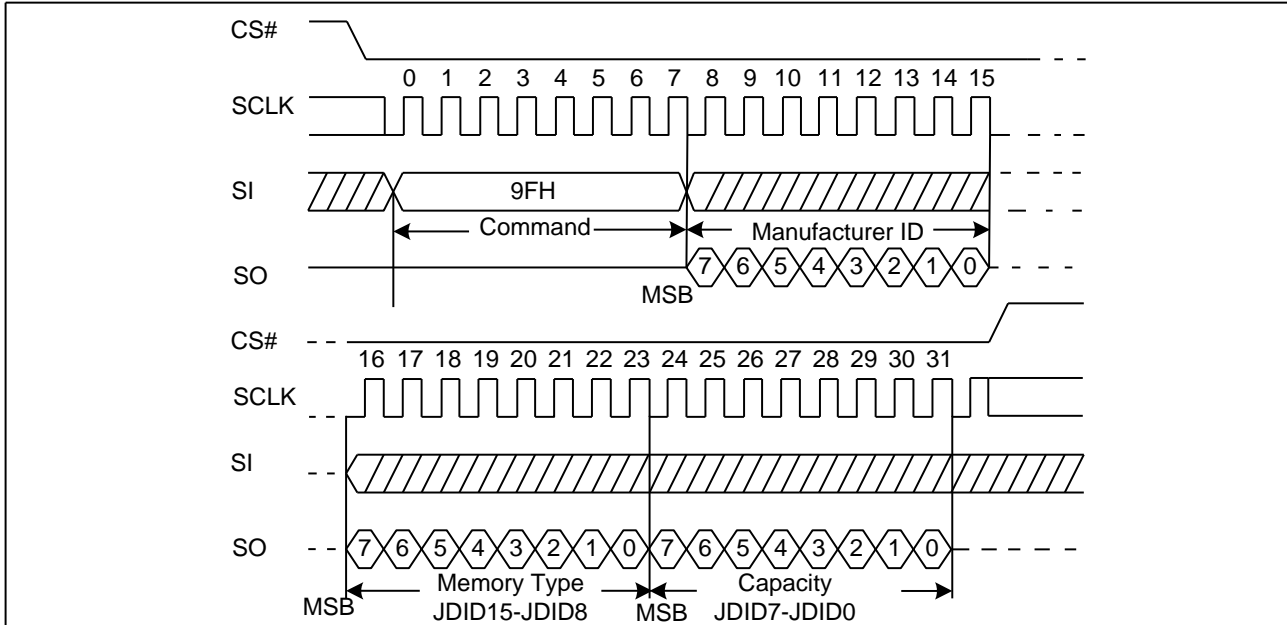 CS#
0 1 2 3 4 5 6 7 8 9 10 11 12 13 14 15
SCLK
SI 9FH
Command Manufacturer ID
SO 7 6 5 4 3 2 1 0
MSB
CS#
16 17 18 19 20 21 22 23 24 25 26 27 28 29 30 31
SCLK
SI
SO 7 6 5 4 3 2 1 0 7 6 5 4 3 2 1 0
Memory Type Capacity
MSB JDID15-JDID8 MSB JDID7-JDID0